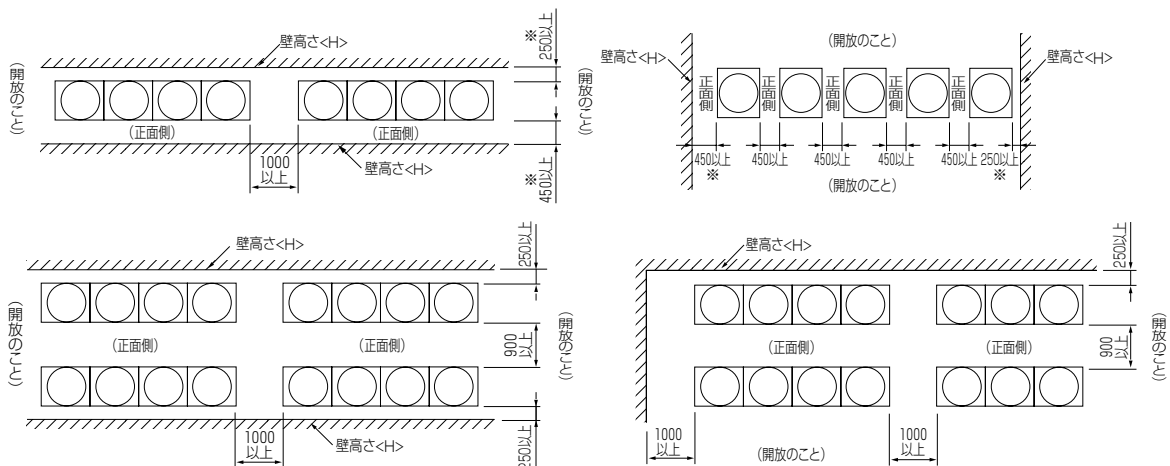 壁高さ<H>
※
250以上
(開放のこと)
(開放のこと)
(正面側)
(正面側)
1000
以上
壁高さ<H>
※
450以上
(開放のこと)
壁高さ<H>
壁高さ<H>
正面側
正面側
正面側
正面側
正面側
450以上
450以上
450以上
450以上
450以上
250以上
※
※
(開放のこと)
壁高さ<H>
250以上
(開放のこと)
(開放のこと)
(正面側)
(正面側)
900
以上
1000
以上
壁高さ<H>
250以上
壁高さ<H>
250以上
(正面側)
(正面側)
900
以上
(開放のこと)
1000
以上
(開放のこと)
1000
以上